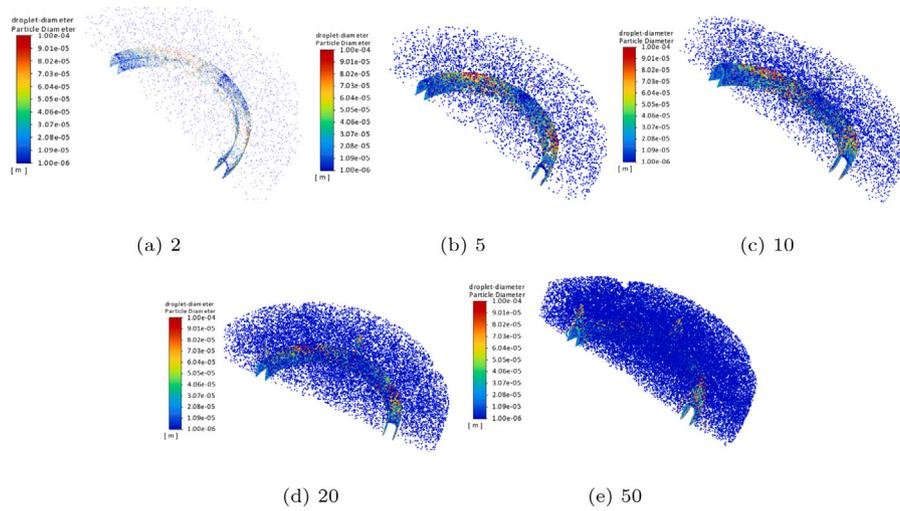 droplet-diameter
Particle Diameter
1.00e-04
9.01e-05
8.02e-05
7.03e-05
6.04e-05
5.05e-05
4.06e-05
3.07e-05
2.08e-05
1.09e-05
1.00e-06
[ m ]
(a) 2
droplet-diameter
Particle Diameter
1.00e-04
9.01e-05
8.02e-05
7.03e-05
6.04e-05
5.05e-05
4.06e-05
3.07e-05
2.08e-05
1.09e-05
1.00e-06
[ m ]
(b) 5
droplet-diameter
Particle Diameter
1.00e-04
9.01e-05
8.02e-05
7.03e-05
6.04e-05
5.05e-05
4.06e-05
3.07e-05
2.08e-05
1.09e-05
1.00e-06
[ m ]
(c) 10
droplet-diameter
Particle Diameter
1.00e-04
9.01e-05
8.02e-05
7.03e-05
6.04e-05
5.05e-05
4.06e-05
3.07e-05
2.08e-05
1.09e-05
1.00e-06
[ m ]
(d) 20
droplet-diameter
Particle Diameter
1.00e-04
9.01e-05
8.02e-05
7.03e-05
6.04e-05
5.05e-05
4.06e-05
3.07e-05
2.08e-05
1.09e-05
1.00e-06
[ m ]
(e) 50